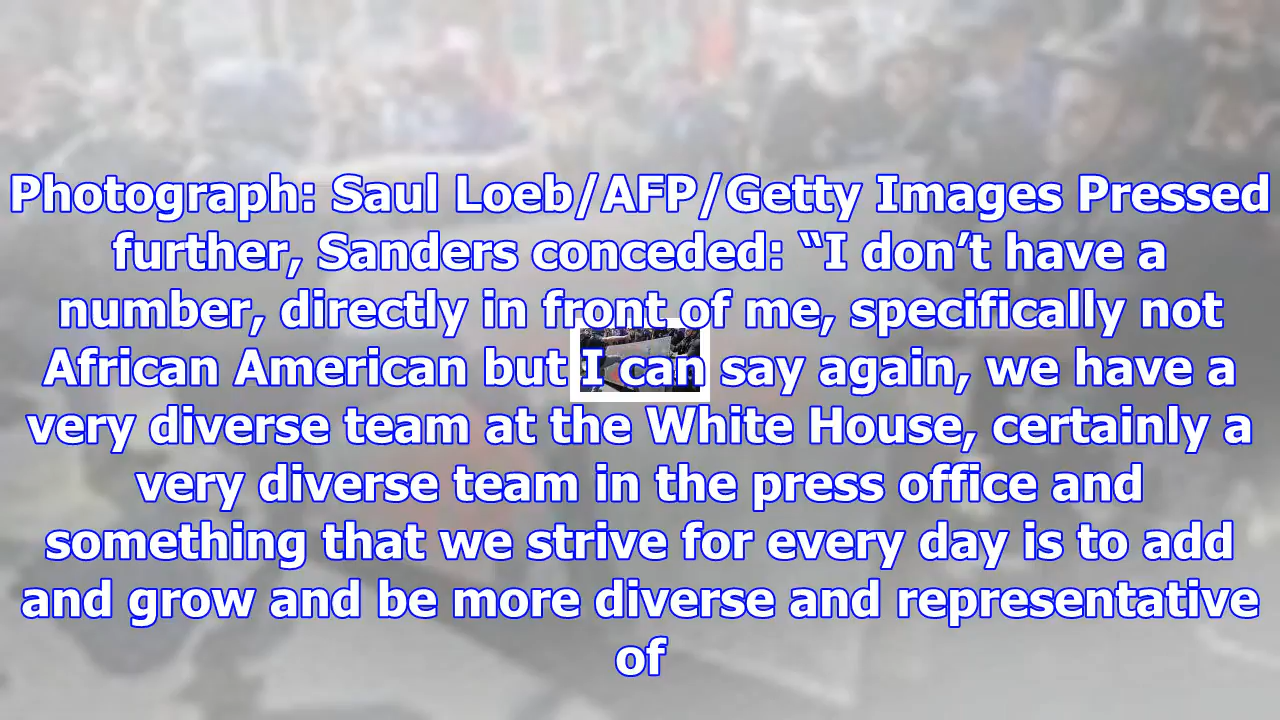 Photograph: Saul Loeb/AFP/Getty Images Pressed
further, Sanders conceded: “I don’t have a
number, directly in front of me, specifically not
African American but I can say again, we have a
very diverse team at the White House, certainly a
very diverse team in the press office and
something that we strive for every day is to add
and grow and be more diverse and representative
of